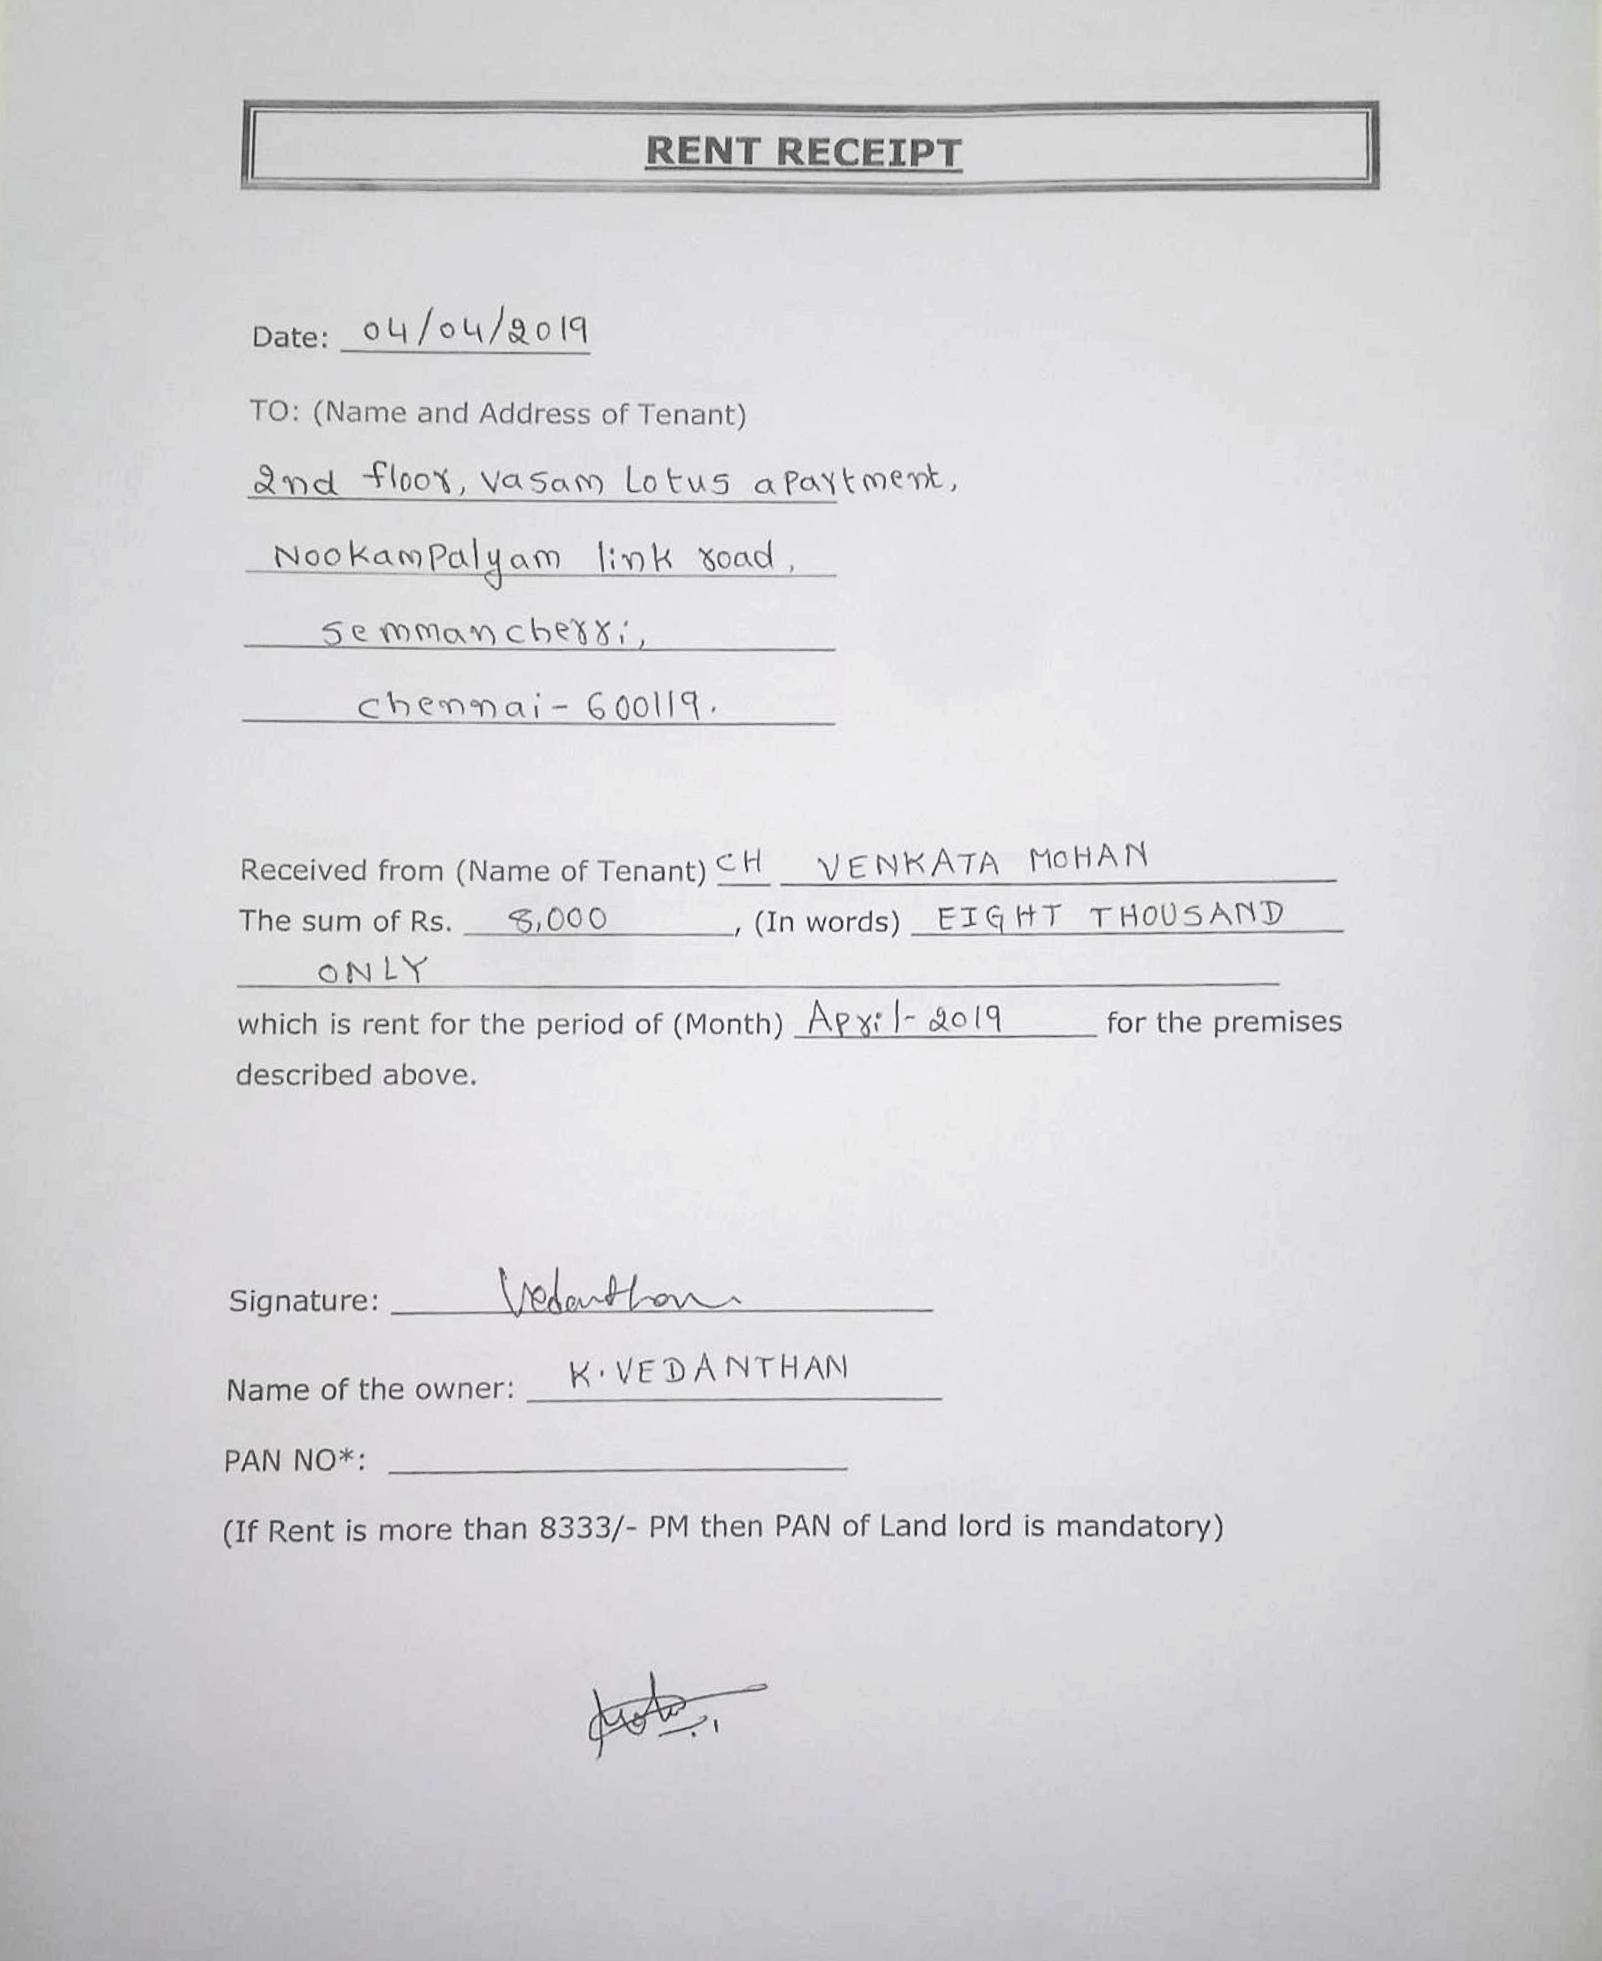 RENT RECEIPT
Date: 04/04/2019
TO: (Name and Address of Tenant)
2nd floor, vasam Lotus apartment,
Nookampalyam link road,
semmancherri,
chennai - 600119.
Received from (Name of Tenant) CH VENKATA MOHAN
The sum of Rs. 8,000, (In words) EIGHT THOUSAND
ONLY
which is rent for the period of (Month) April-2019 for the premises
described above.
Signature: Vedanthan
Name of the owner: K. VEDANTHAN
PAN NO*:
(If Rent is more than 8333/- PM then PAN of Land lord is mandatory)